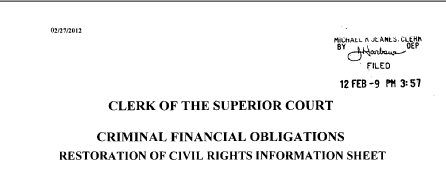 02/27/2012
MICHAEL K JEANES, CLERK
BY DEP
FILED
12 FEB -9 PM 3:57
CLERK OF THE SUPERIOR COURT
CRIMINAL FINANCIAL OBLIGATIONS
RESTORATION OF CIVIL RIGHTS INFORMATION SHEET